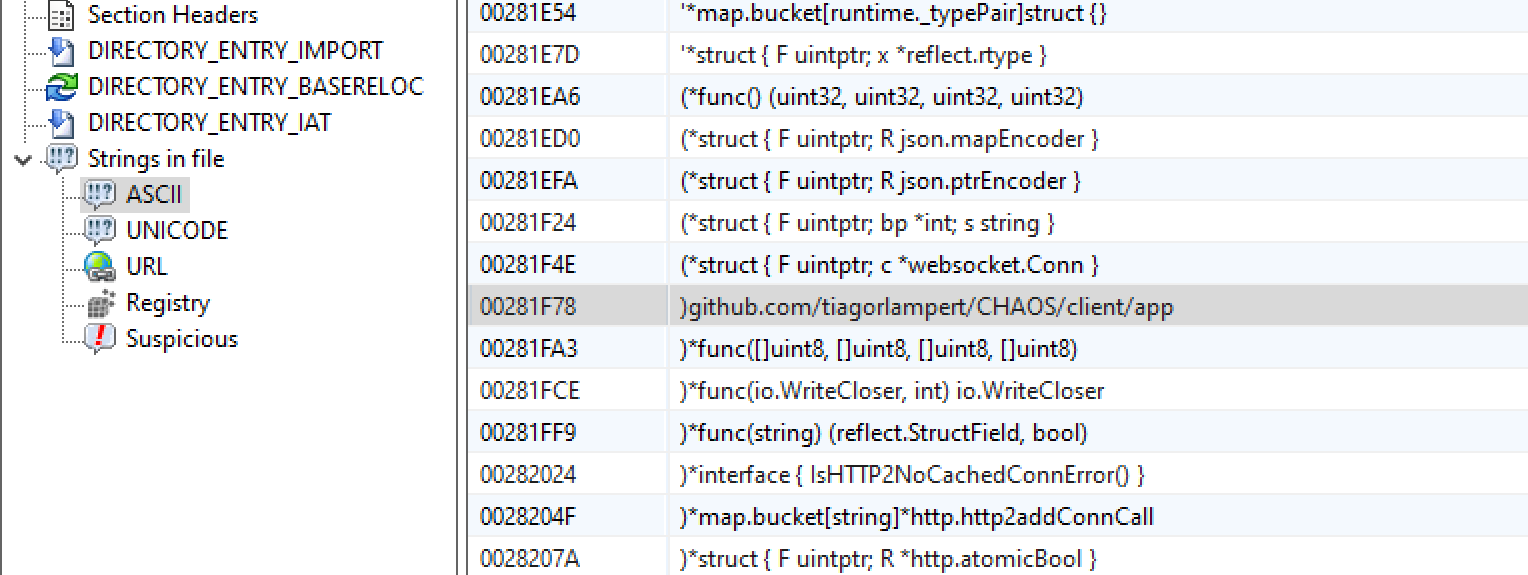 Section Headers
DIRECTORY_ENTRY_IMPORT
DIRECTORY_ENTRY_BASERELOC
DIRECTORY_ENTRY_IAT
Strings in file
ASCII
UNICODE
URL
Registry
Suspicious
00281E54 '*map.bucket[runtime._typePair]struct {}
00281E7D '*struct { F uintptr; x *reflect.rtype }
00281EA6 (*func() (uint32, uint32, uint32, uint32)
00281ED0 (*struct { F uintptr; R json.mapEncoder }
00281EFA (*struct { F uintptr; R json.ptrEncoder }
00281F24 (*struct { F uintptr; bp *int; s string }
00281F4E (*struct { F uintptr; c *websocket.Conn }
00281F78 )github.com/tiagorlampert/CHAOS/client/app
00281FA3 )*func([]uint8, []uint8, []uint8, []uint8)
00281FCE )*func(io.WriteCloser, int) io.WriteCloser
00281FF9 )*func(string) (reflect.StructField, bool)
00282024 )*interface { IsHTTP2NoCachedConnError() }
0028204F )*map.bucket[string]*http.http2addConnCall
0028207A )*struct { F uintptr; R *http.atomicBool }